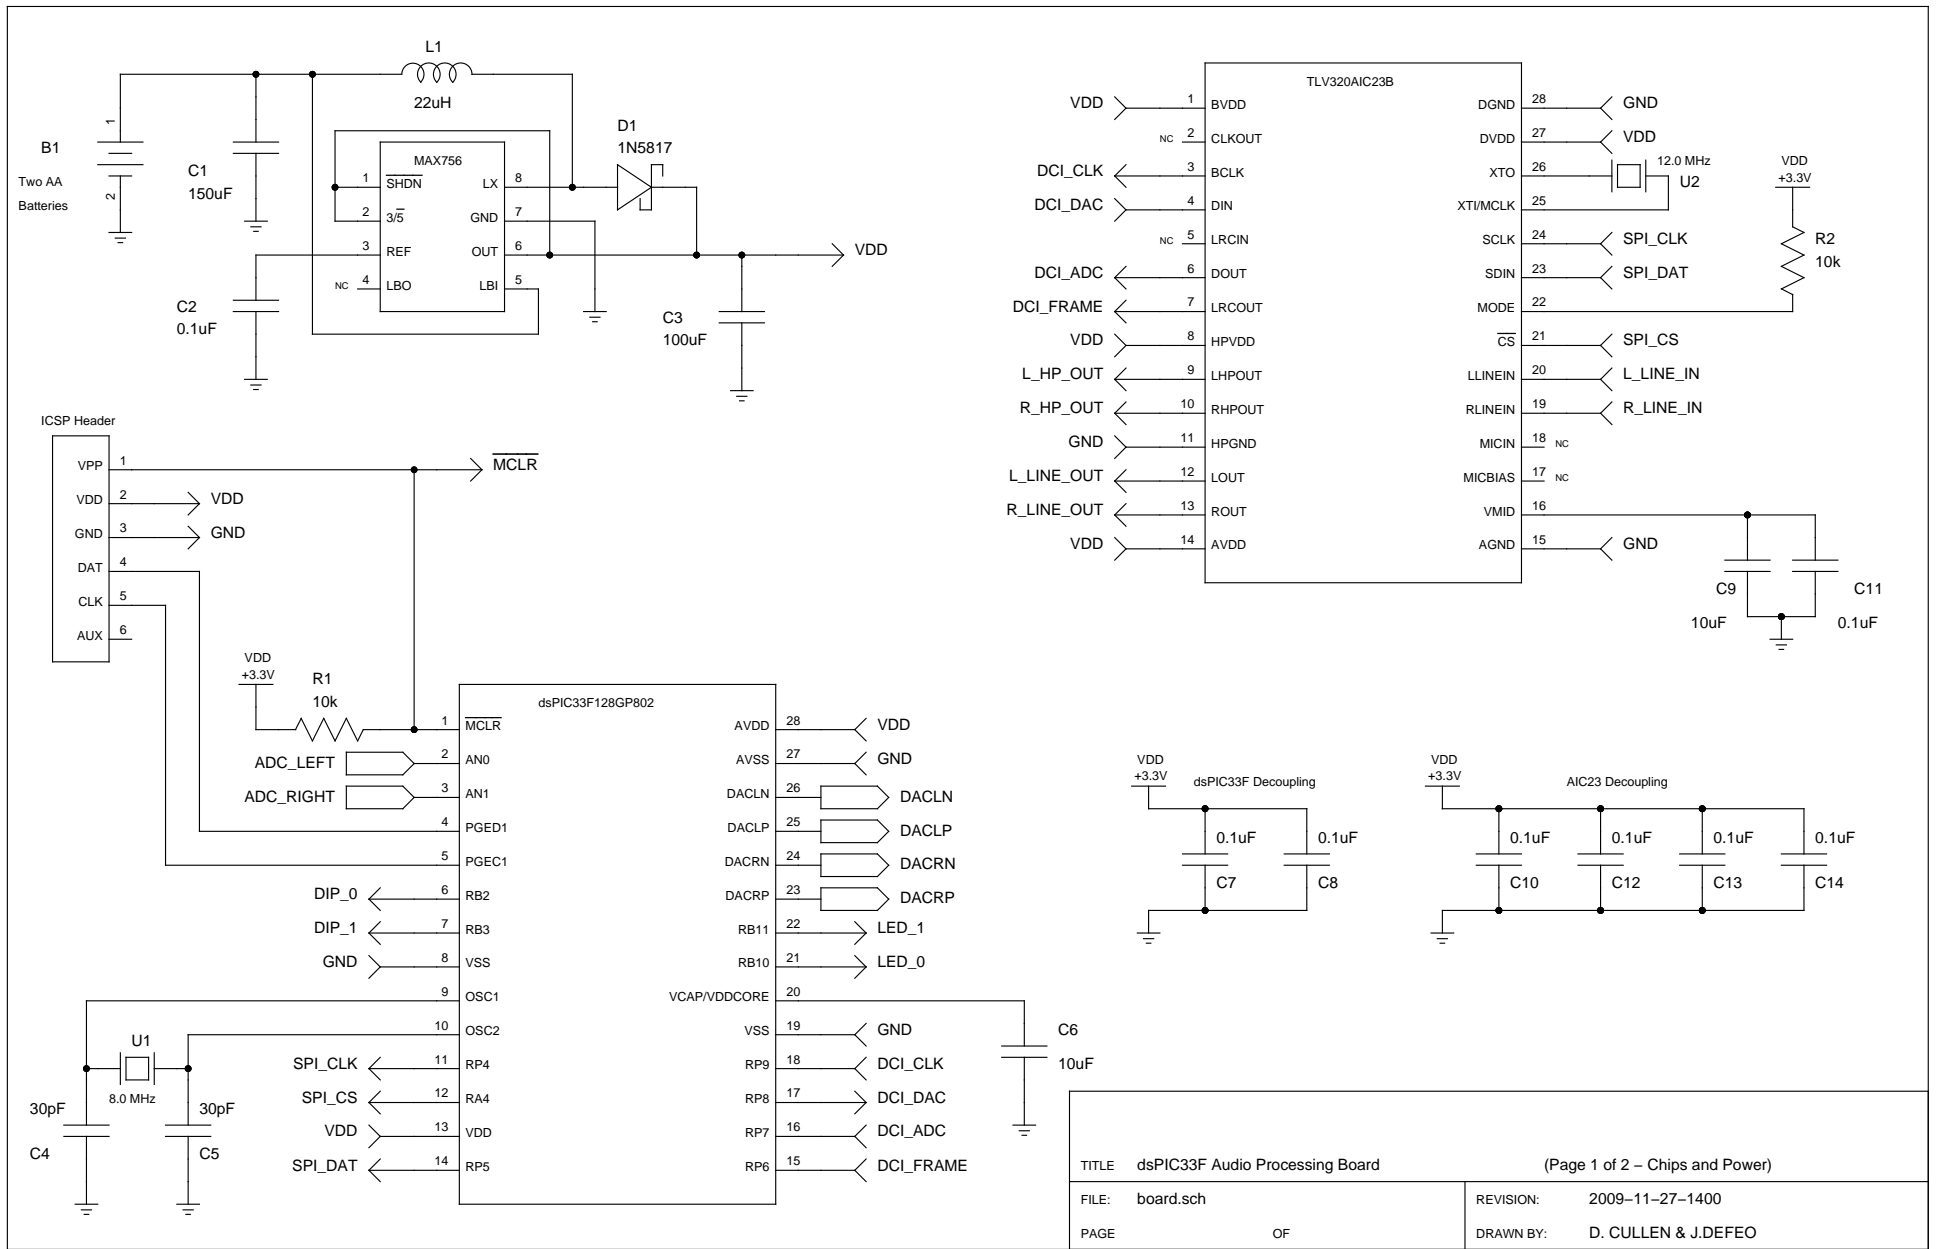 L1
22uH
B1
1
2
Two AA
Batteries
C1
150uF
MAX756
1 SHDN
2 3/5
3 REF
NC 4 LBO
LX 8
GND 7
OUT 6
LBI 5
D1
1N5817
VDD
C2
0.1uF
C3
100uF
ICSP Header
VPP 1
MCLR
VDD 2 VDD
GND 3 GND
DAT 4
CLK 5
AUX 6
TLV320AIC23B
VDD 1 BVDD
NC 2 CLKOUT
DCI_CLK 3 BCLK
DCI_DAC 4 DIN
NC 5 LRCIN
DCI_ADC 6 DOUT
DCI_FRAME 7 LRCOUT
VDD 8 HPVDD
L_HP_OUT 9 LHPOUT
R_HP_OUT 10 RHPOUT
GND 11 HPGND
L_LINE_OUT 12 LOUT
R_LINE_OUT 13 ROUT
VDD 14 AVDD
DGND 28 GND
DVDD 27 VDD
XTO 26
12.0 MHz
U2
XTI/MCLK 25
SCLK 24 SPI_CLK
SDIN 23 SPI_DAT
MODE 22
CS 21 SPI_CS
LLINEIN 20 L_LINE_IN
RLINEIN 19 R_LINE_IN
MICIN 18 NC
MICBIAS 17 NC
VMID 16
AGND 15 GND
VDD
+3.3V
R2
10k
C9
10uF
C11
0.1uF
VDD
+3.3V
R1
10k
dsPIC33F128GP802
1 MCLR
ADC_LEFT 2 AN0
ADC_RIGHT 3 AN1
4 PGED1
5 PGEC1
DIP_0 6 RB2
DIP_1 7 RB3
GND 8 VSS
9 OSC1
10 OSC2
SPI_CLK 11 RP4
SPI_CS 12 RA4
VDD 13 VDD
SPI_DAT 14 RP5
AVDD 28 VDD
AVSS 27 GND
DACLN 26 DACLN
DACLP 25 DACLP
DACRN 24 DACRN
DACRP 23 DACRP
RB11 22 LED_1
RB10 21 LED_0
VCAP/VDDCORE 20
VSS 19 GND
RP9 18 DCI_CLK
RP8 17 DCI_DAC
RP7 16 DCI_ADC
RP6 15 DCI_FRAME
U1
8.0 MHz
30pF
C4
30pF
C5
C6
10uF
VDD
+3.3V
dsPIC33F Decoupling
0.1uF
C7
0.1uF
C8
VDD
+3.3V
AIC23 Decoupling
0.1uF
C10
0.1uF
C12
0.1uF
C13
0.1uF
C14
TITLE dsPIC33F Audio Processing Board (Page 1 of 2 – Chips and Power)
FILE: board.sch REVISION: 2009–11–27–1400
PAGE OF DRAWN BY: D. CULLEN & J.DEFEO